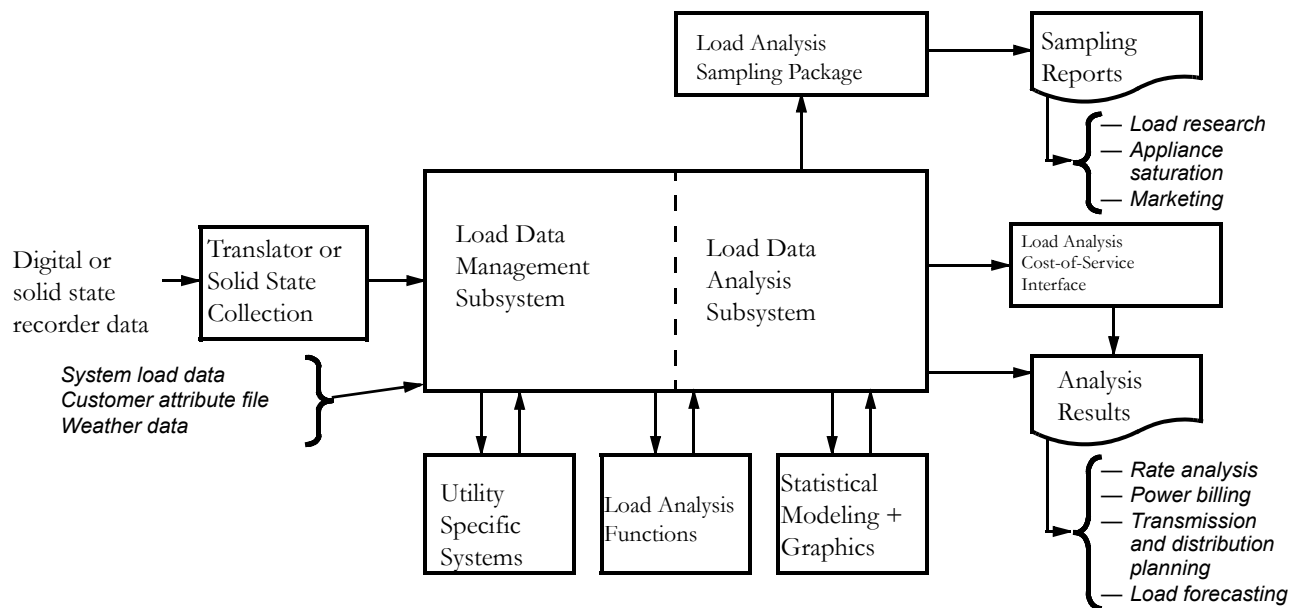 Load Analysis
Sampling Package
Sampling
Reports
— Load research
— Appliance
saturation
— Marketing
Digital or
solid state
recorder data
Translator or
Solid State
Collection
Load Data
Management
Subsystem
Load Data
Analysis
Subsystem
Load Analysis
Cost-of-Service
Interface
System load data
Customer attribute file
Weather data
Analysis
Results
Utility
Specific
Systems
Load Analysis
Functions
Statistical
Modeling +
Graphics
— Rate analysis
— Power billing
— Transmission
and distribution
planning
— Load forecasting